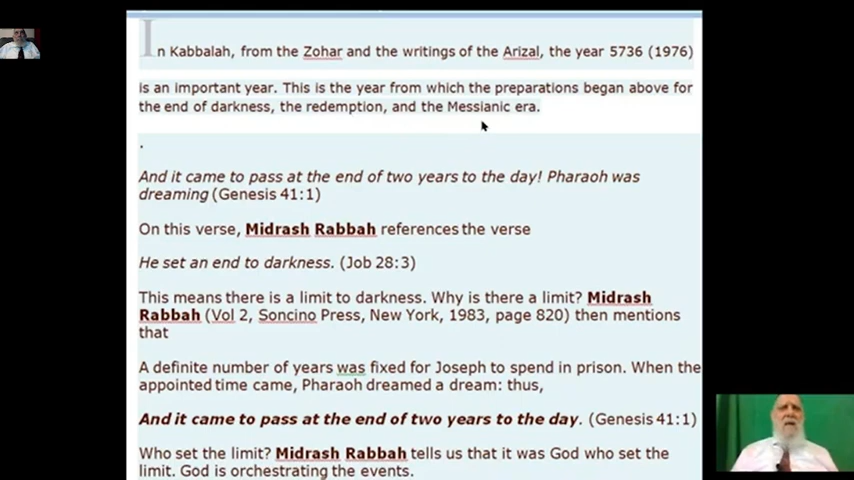 In Kabbalah, from the Zohar and the writings of the Arizal, the year 5736 (1976)
is an important year. This is the year from which the preparations began above for
the end of darkness, the redemption, and the Messianic era.
.
And it came to pass at the end of two years to the day! Pharaoh was
dreaming (Genesis 41:1)
On this verse, Midrash Rabbah references the verse
He set an end to darkness. (Job 28:3)
This means there is a limit to darkness. Why is there a limit? Midrash
Rabbah (Vol 2, Soncino Press, New York, 1983, page 820) then mentions
that
A definite number of years was fixed for Joseph to spend in prison. When the
appointed time came, Pharaoh dreamed a dream: thus,
And it came to pass at the end of two years to the day. (Genesis 41:1)
Who set the limit? Midrash Rabbah tells us that it was God who set the
limit. God is orchestrating the events.